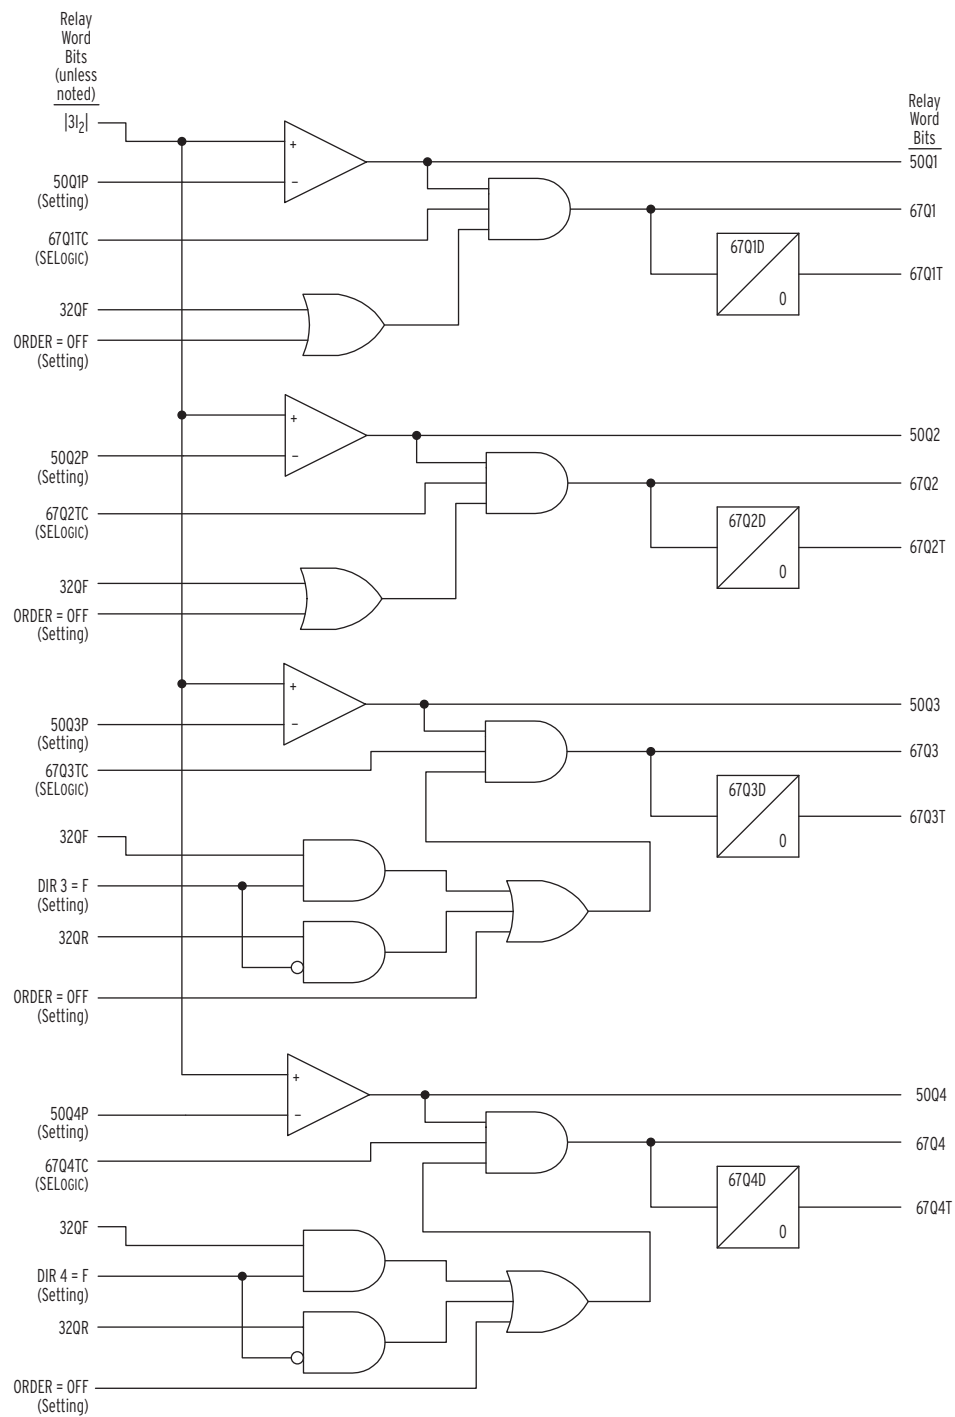 Relay
Word
Bits
(unless
noted)
|3I2|
Relay
Word
Bits
50Q1P
(Setting)
+
–
50Q1
67Q1TC
(SELOGIC)
67Q1
67Q1D
0
67Q1T
32QF
ORDER = OFF
(Setting)
+
–
50Q2
50Q2P
(Setting)
67Q2
67Q2TC
(SELOGIC)
67Q2D
0
67Q2T
32QF
ORDER = OFF
(Setting)
+
–
50Q3
50Q3P
(Setting)
67Q3
67Q3TC
(SELOGIC)
67Q3D
0
67Q3T
32QF
DIR 3 = F
(Setting)
32QR
ORDER = OFF
(Setting)
+
–
50Q4
50Q4P
(Setting)
67Q4
67Q4TC
(SELOGIC)
67Q4D
0
67Q4T
32QF
DIR 4 = F
(Setting)
32QR
ORDER = OFF
(Setting)